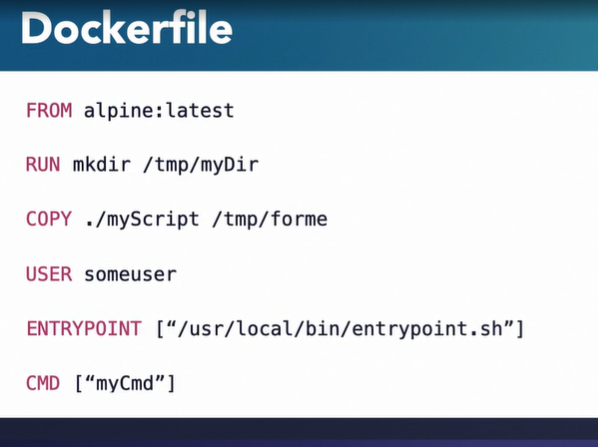 Dockerfile
FROM alpine:latest
RUN mkdir /tmp/myDir
COPY ./myScript /tmp/forme
USER someuser
ENTRYPOINT [“/usr/local/bin/entrypoint.sh”]
CMD [“myCmd”]